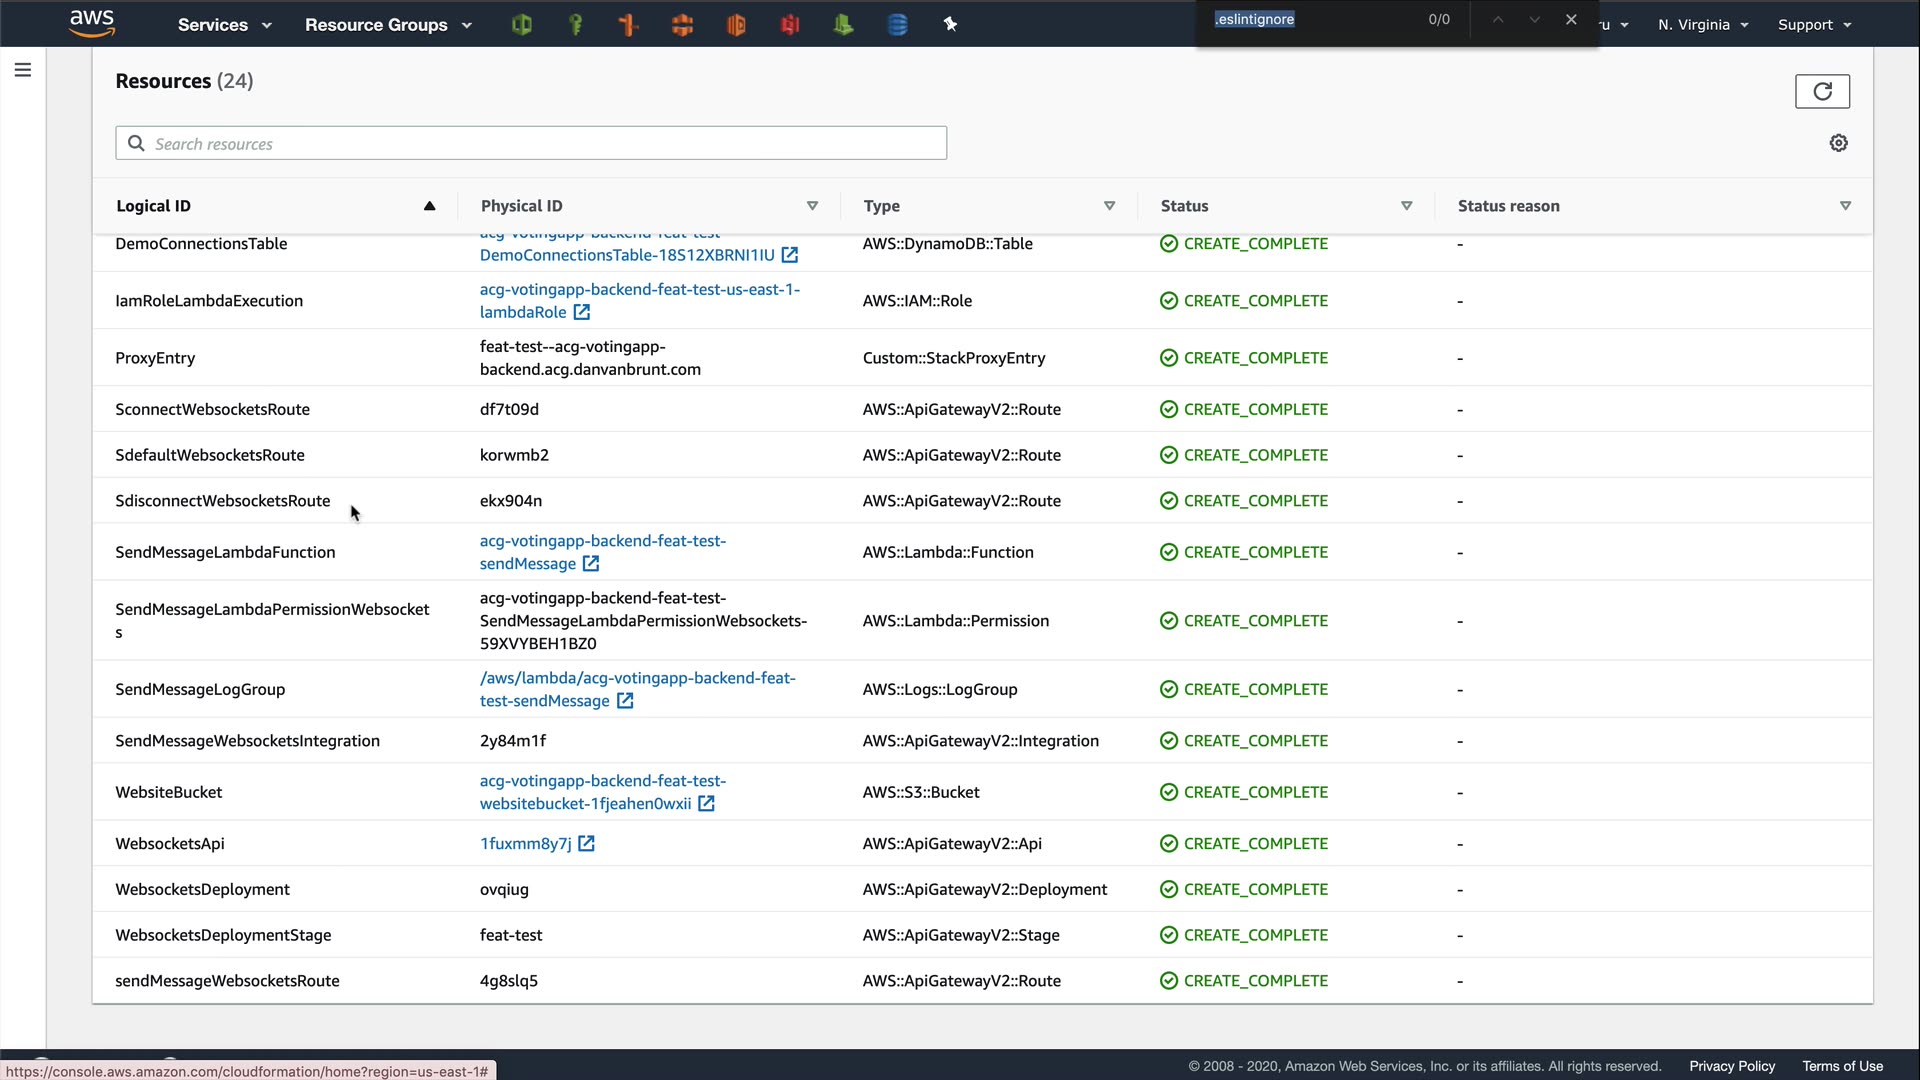 aws
Services
Resource Groups
.eslintignore
0/0
ru
N. Virginia
Support
Resources (24)
Search resources
Logical ID
Physical ID
Type
Status
Status reason
DemoConnectionsTable
acg-votingapp-backend-feat-test-
DemoConnectionsTable-18S12XBRNI1IU
AWS::DynamoDB::Table
CREATE_COMPLETE
-
IamRoleLambdaExecution
acg-votingapp-backend-feat-test-us-east-1-
lambdaRole
AWS::IAM::Role
CREATE_COMPLETE
-
ProxyEntry
feat-test--acg-votingapp-
backend.acg.danvanbrunt.com
Custom::StackProxyEntry
CREATE_COMPLETE
-
SconnectWebsocketsRoute
df7t09d
AWS::ApiGatewayV2::Route
CREATE_COMPLETE
-
SdefaultWebsocketsRoute
korwmb2
AWS::ApiGatewayV2::Route
CREATE_COMPLETE
-
SdisconnectWebsocketsRoute
ekx904n
AWS::ApiGatewayV2::Route
CREATE_COMPLETE
-
SendMessageLambdaFunction
acg-votingapp-backend-feat-test-
sendMessage
AWS::Lambda::Function
CREATE_COMPLETE
-
SendMessageLambdaPermissionWebsocket
s
acg-votingapp-backend-feat-test-
SendMessageLambdaPermissionWebsockets-
59XVYBEH1BZ0
AWS::Lambda::Permission
CREATE_COMPLETE
-
SendMessageLogGroup
/aws/lambda/acg-votingapp-backend-feat-
test-sendMessage
AWS::Logs::LogGroup
CREATE_COMPLETE
-
SendMessageWebsocketsIntegration
2y84m1f
AWS::ApiGatewayV2::Integration
CREATE_COMPLETE
-
WebsiteBucket
acg-votingapp-backend-feat-test-
websitebucket-1fjeahen0wxii
AWS::S3::Bucket
CREATE_COMPLETE
-
WebsocketsApi
1fuxmm8y7j
AWS::ApiGatewayV2::Api
CREATE_COMPLETE
-
WebsocketsDeployment
ovqiug
AWS::ApiGatewayV2::Deployment
CREATE_COMPLETE
-
WebsocketsDeploymentStage
feat-test
AWS::ApiGatewayV2::Stage
CREATE_COMPLETE
-
sendMessageWebsocketsRoute
4g8slq5
AWS::ApiGatewayV2::Route
CREATE_COMPLETE
-
https://console.aws.amazon.com/cloudformation/home?region=us-east-1#
© 2008 - 2020, Amazon Web Services, Inc. or its affiliates. All rights reserved.
Privacy Policy
Terms of Use